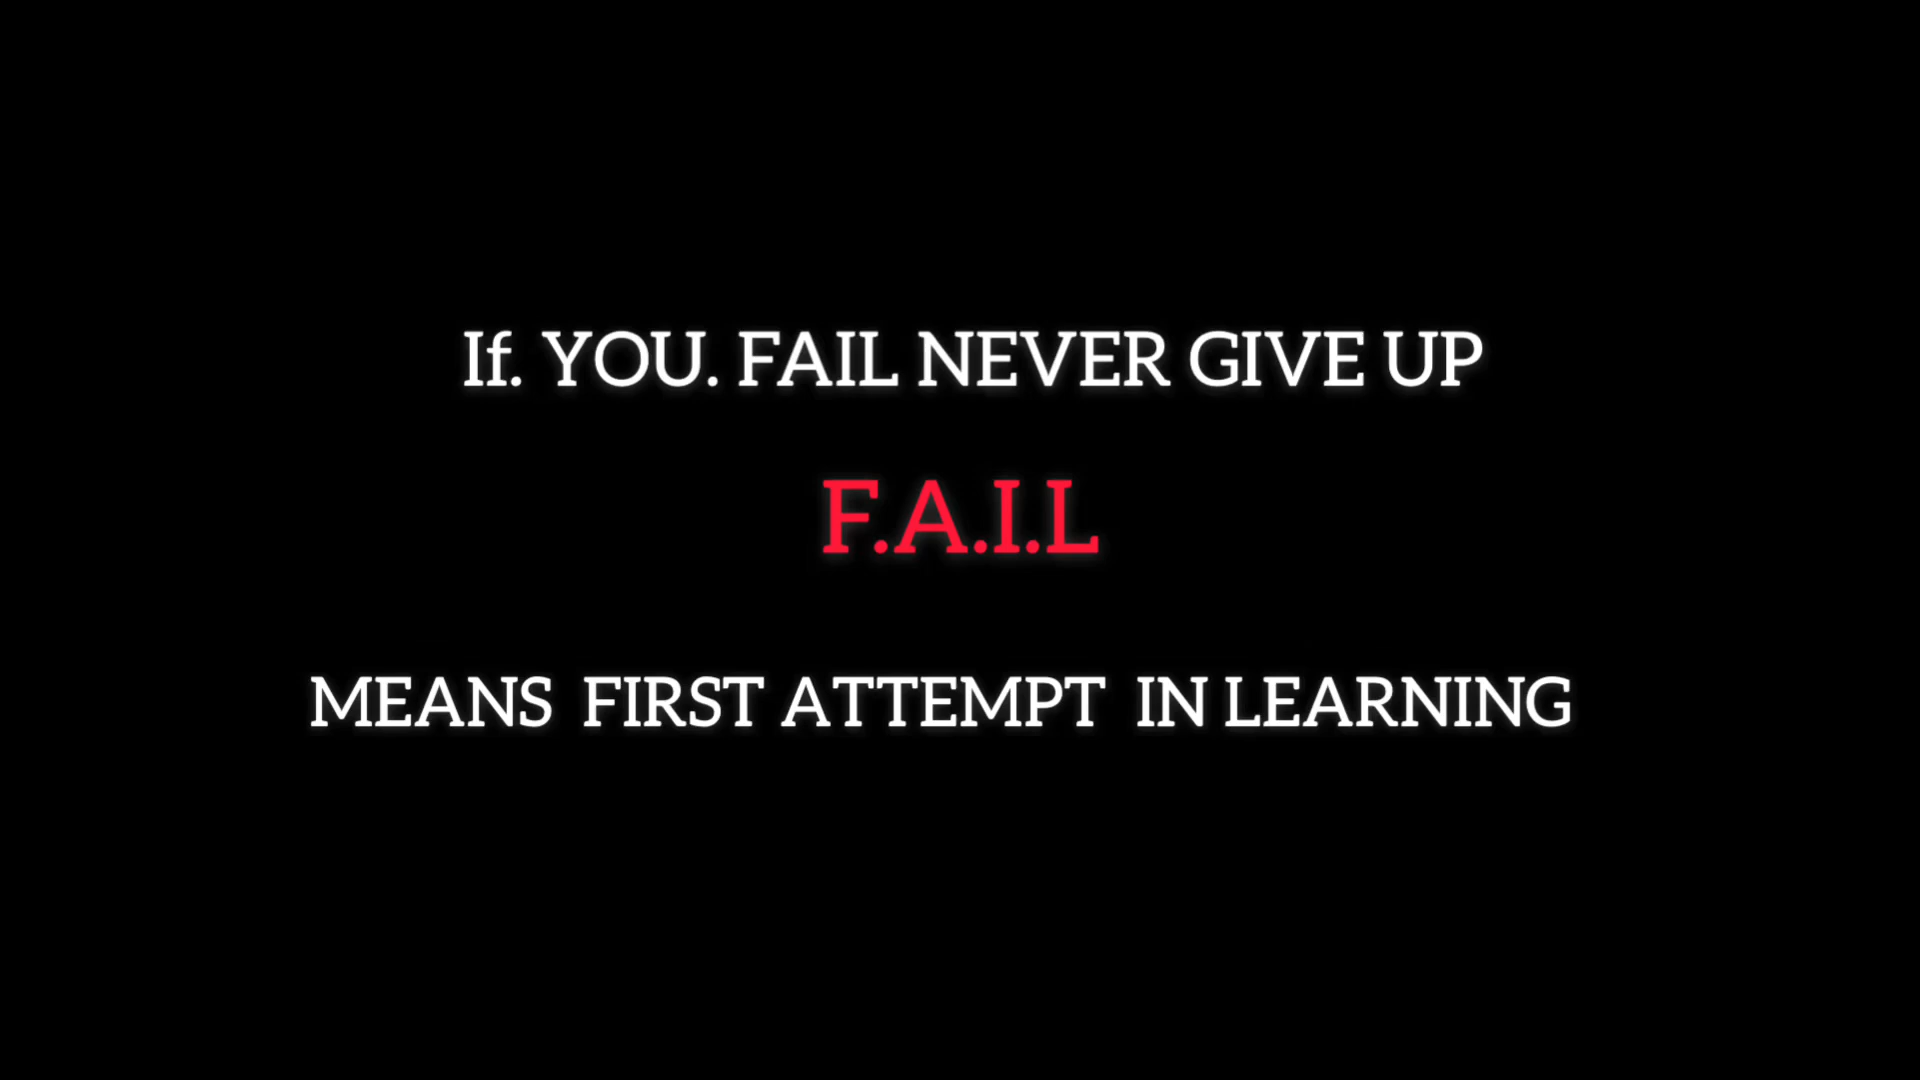 If. YOU. FAIL NEVER GIVE UP
F.A.I.L
MEANS FIRST ATTEMPT IN LEARNING